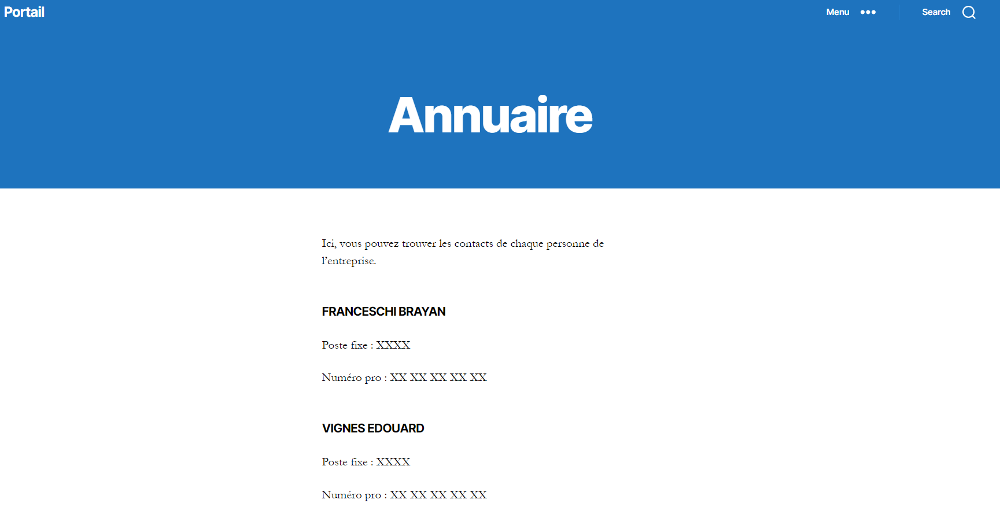 Portail
Menu
Search
Annuaire
Ici, vous pouvez trouver les contacts de chaque personne de
l’entreprise.
FRANCESCHI BRAYAN
Poste fixe : XXXX
Numéro pro : XX XX XX XX XX
VIGNES EDOUARD
Poste fixe : XXXX
Numéro pro : XX XX XX XX XX